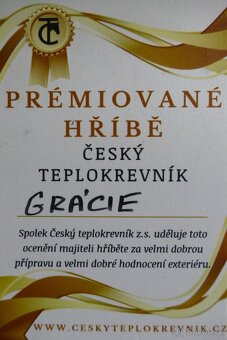 PRÉMIOVANÉ
HŘÍBĚ
ČESKÝ
TEPLOKREVNÍK
GRÁCIE
Spolek Český teplokrevník z.s. uděluje toto
ocenění majiteli hříběte za velmi dobrou
přípravu a velmi dobré hodnocení exteriéru.
WWW.CESKYTEPLOKREVNIK.CZ